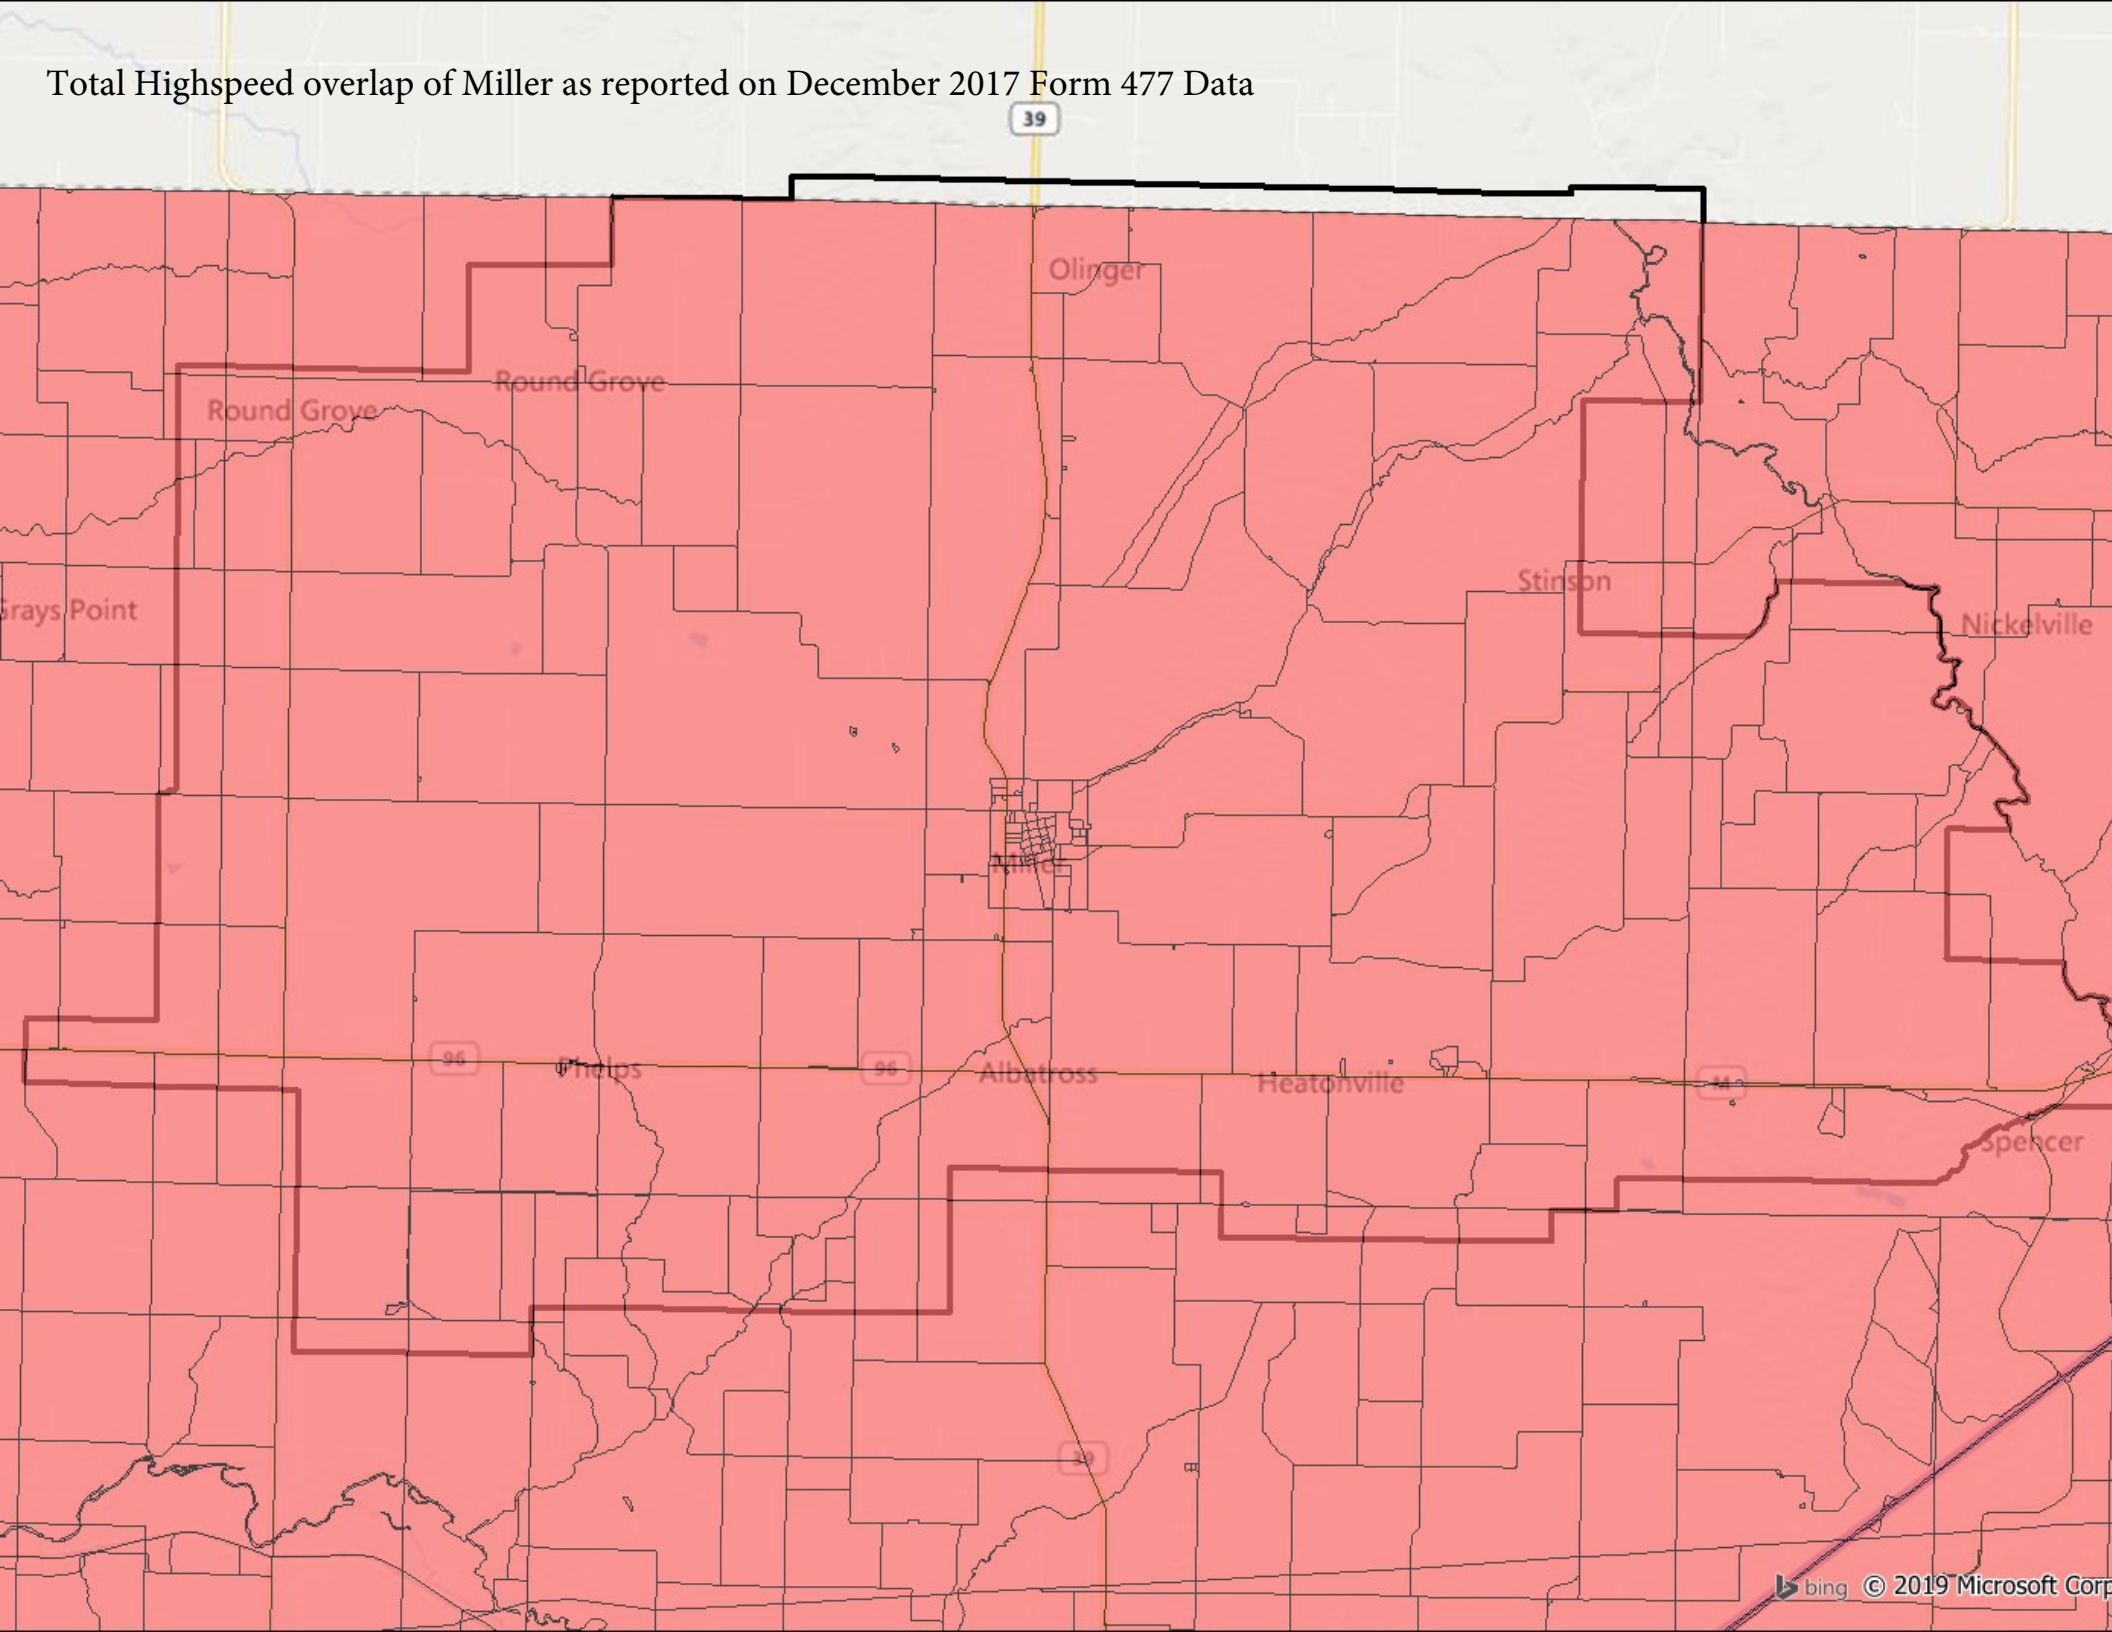 Total Highspeed overlap of Miller as reported on December 2017 Form 477 Data
39
Olinger
Round Grove
Round Grove
Stinson
Grays Point
Nickelville
Miller
96
Phelps
96
Albatross
Heatonville
M
Spencer
39
bing © 2019 Microsoft Corp